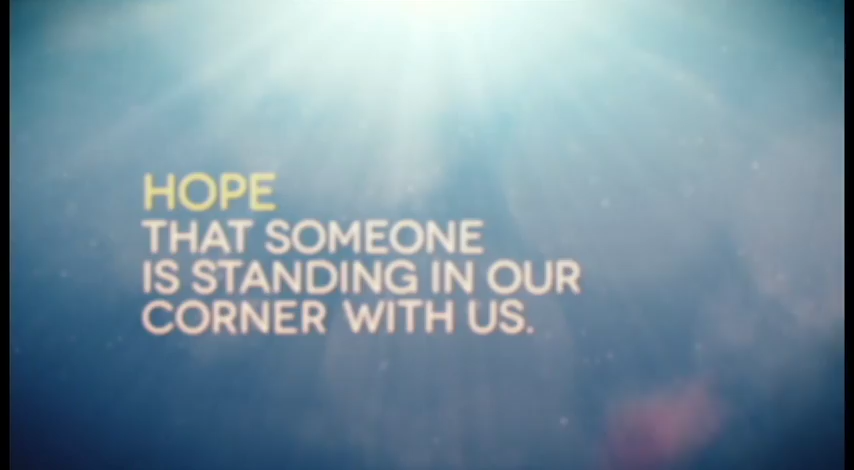 HOPE
THAT SOMEONE
IS STANDING IN OUR
CORNER WITH US.